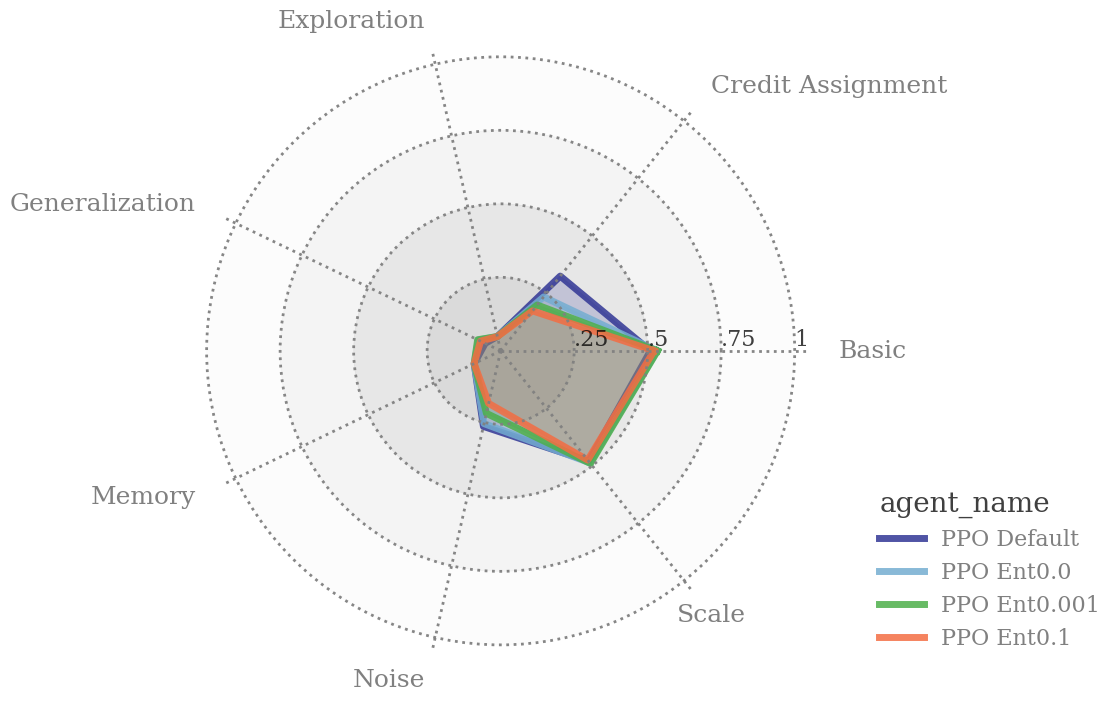 Exploration
Credit Assignment
Generalization
.25
.5
.75
1
Basic
Memory
Scale
Noise
agent_name
PPO Default
PPO Ent0.0
PPO Ent0.001
PPO Ent0.1